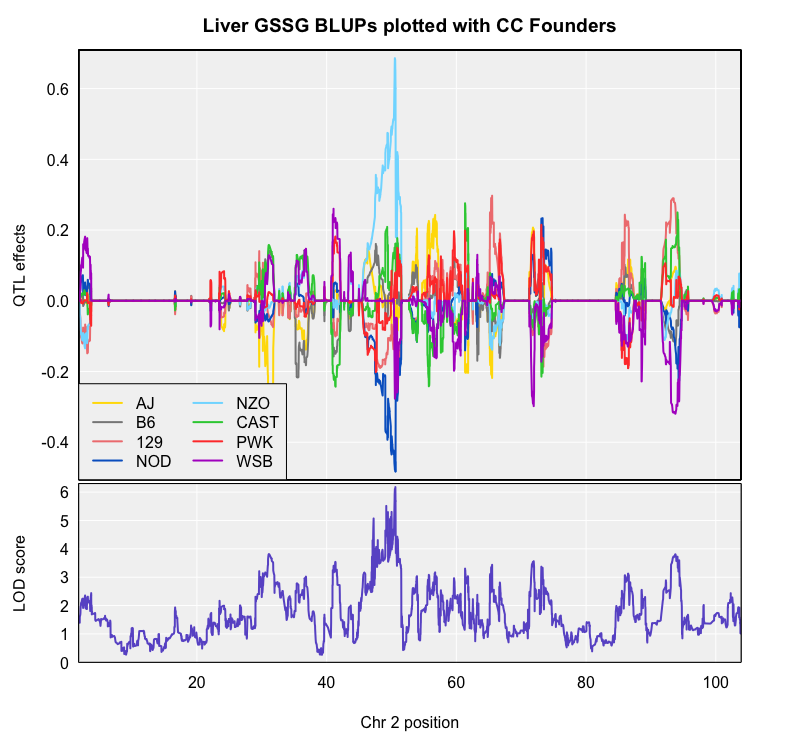 Liver GSSG BLUPs plotted with CC Founders
QTL effects
0.6
0.4
0.2
0.0
-0.2
-0.4
AJ NZO
B6 CAST
129 PWK
NOD WSB
LOD score
6
5
4
3
2
1
0
20 40 60 80 100
Chr 2 position